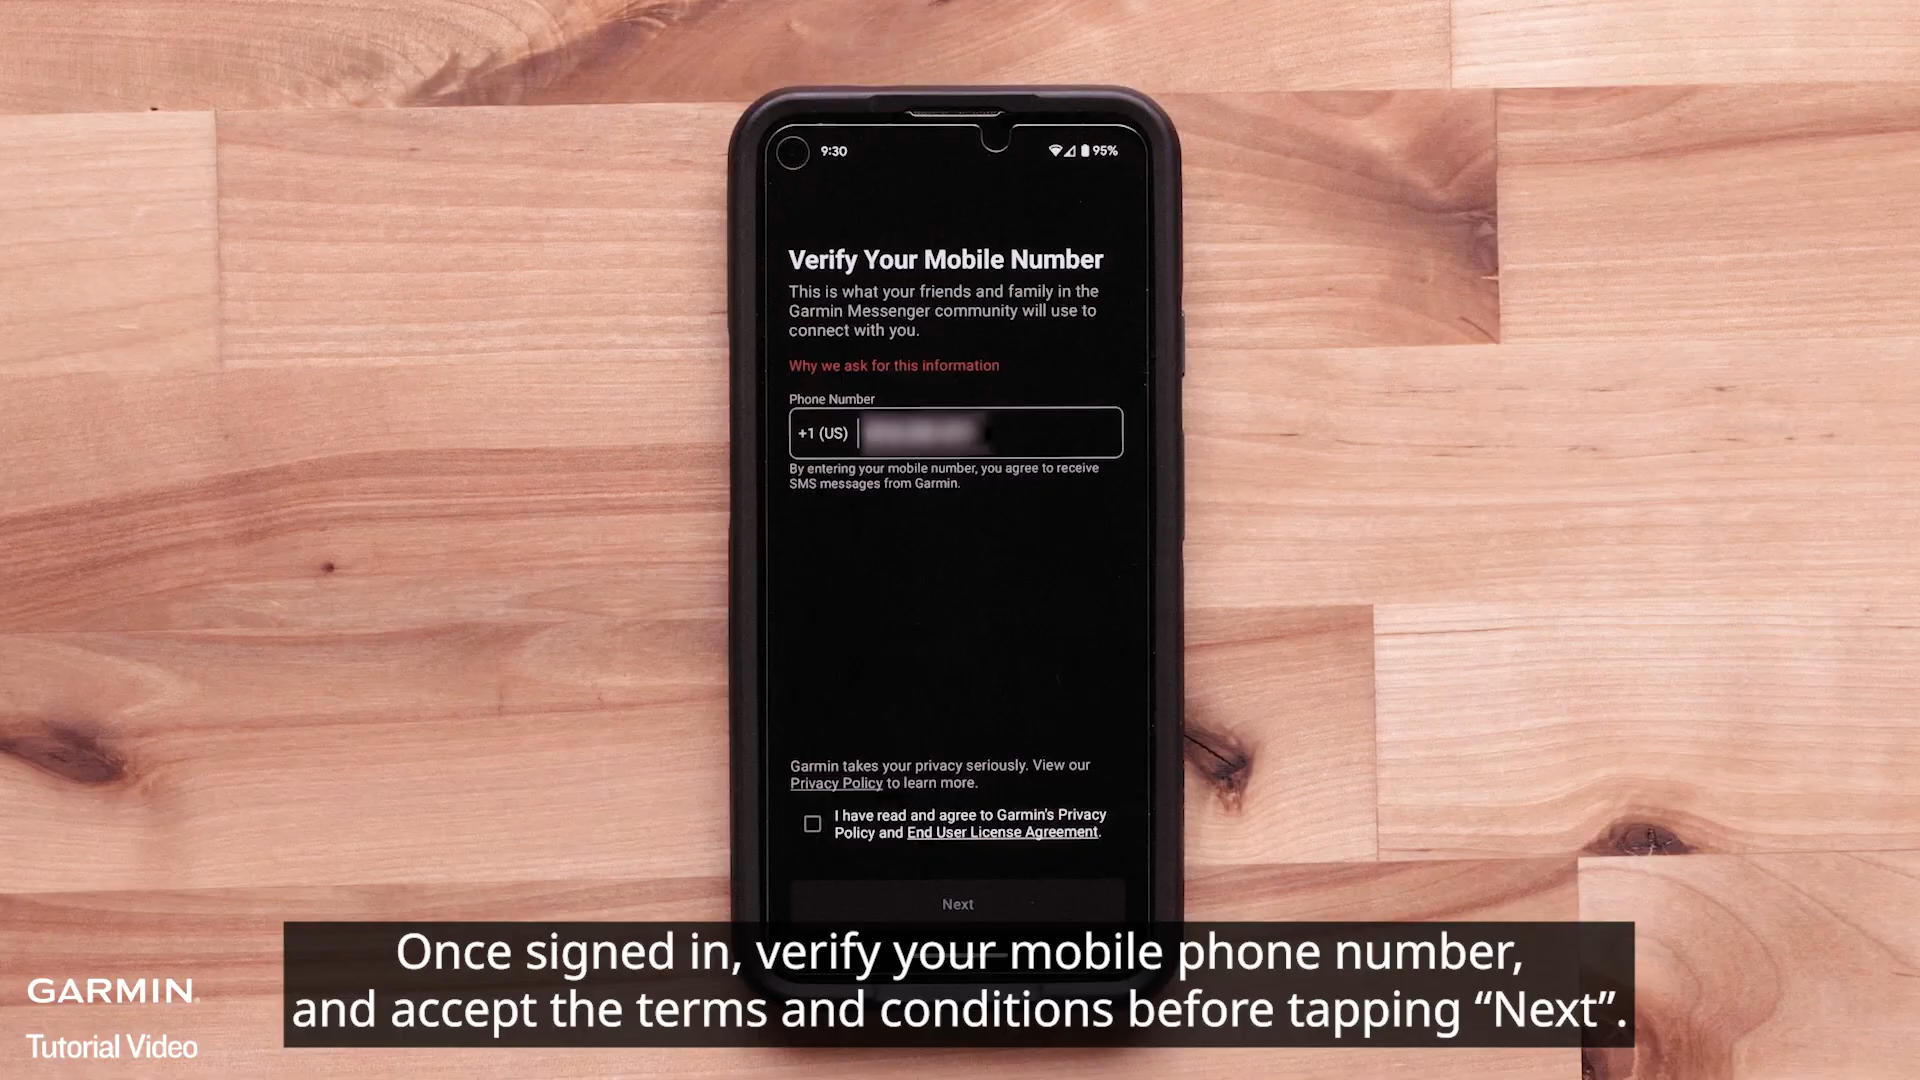 9:30
95%
Verify Your Mobile Number
This is what your friends and family in the
Garmin Messenger community will use to
connect with you.
Why we ask for this information
Phone Number
+1 (US)
By entering your mobile number, you agree to receive
SMS messages from Garmin.
Garmin takes your privacy seriously. View our
Privacy Policy to learn more.
I have read and agree to Garmin's Privacy
Policy and End User License Agreement.
Next
Once signed in, verify your mobile phone number,
and accept the terms and conditions before tapping “Next”.
GARMIN
Tutorial Video